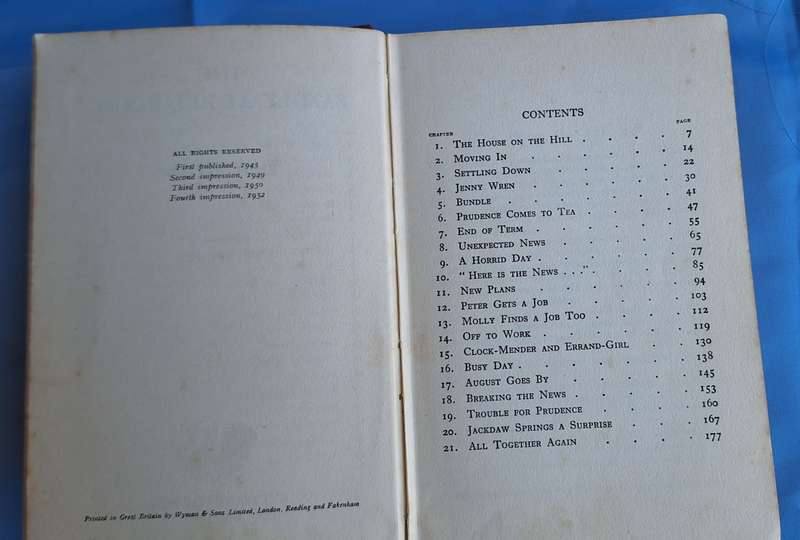 ALL RIGHTS RESERVED
First published, 1945
Second impression, 1949
Third impression, 1950
Fourth impression, 1952
Printed in Great Britain by Wyman & Sons Limited, London, Reading and Fakenham
CONTENTS
CHAPTER PAGE
1. THE HOUSE ON THE HILL . . . . 7
2. MOVING IN . . . . . . 14
3. SETTLING DOWN . . . . . 22
4. JENNY WREN . . . . . . 30
5. BUNDLE . . . . . . . 41
6. PRUDENCE COMES TO TEA . . . . 47
7. END OF TERM . . . . . . 55
8. UNEXPECTED NEWS . . . . . 65
9. A HORRID DAY . . . . . . 77
10. "HERE IS THE NEWS . . ." . . . . . 85
11. NEW PLANS . . . . . . 94
12. PETER GETS A JOB . . . . . 103
13. MOLLY FINDS A JOB TOO . . . . 112
14. OFF TO WORK . . . . . . 119
15. CLOCK-MENDER AND ERRAND-GIRL . . 130
16. BUSY DAY . . . . . . . 138
17. AUGUST GOES BY . . . . . 145
18. BREAKING THE NEWS . . . . . 153
19. TROUBLE FOR PRUDENCE . . . . 160
20. JACKDAW SPRINGS A SURPRISE . . . 167
21. ALL TOGETHER AGAIN . . . . 177